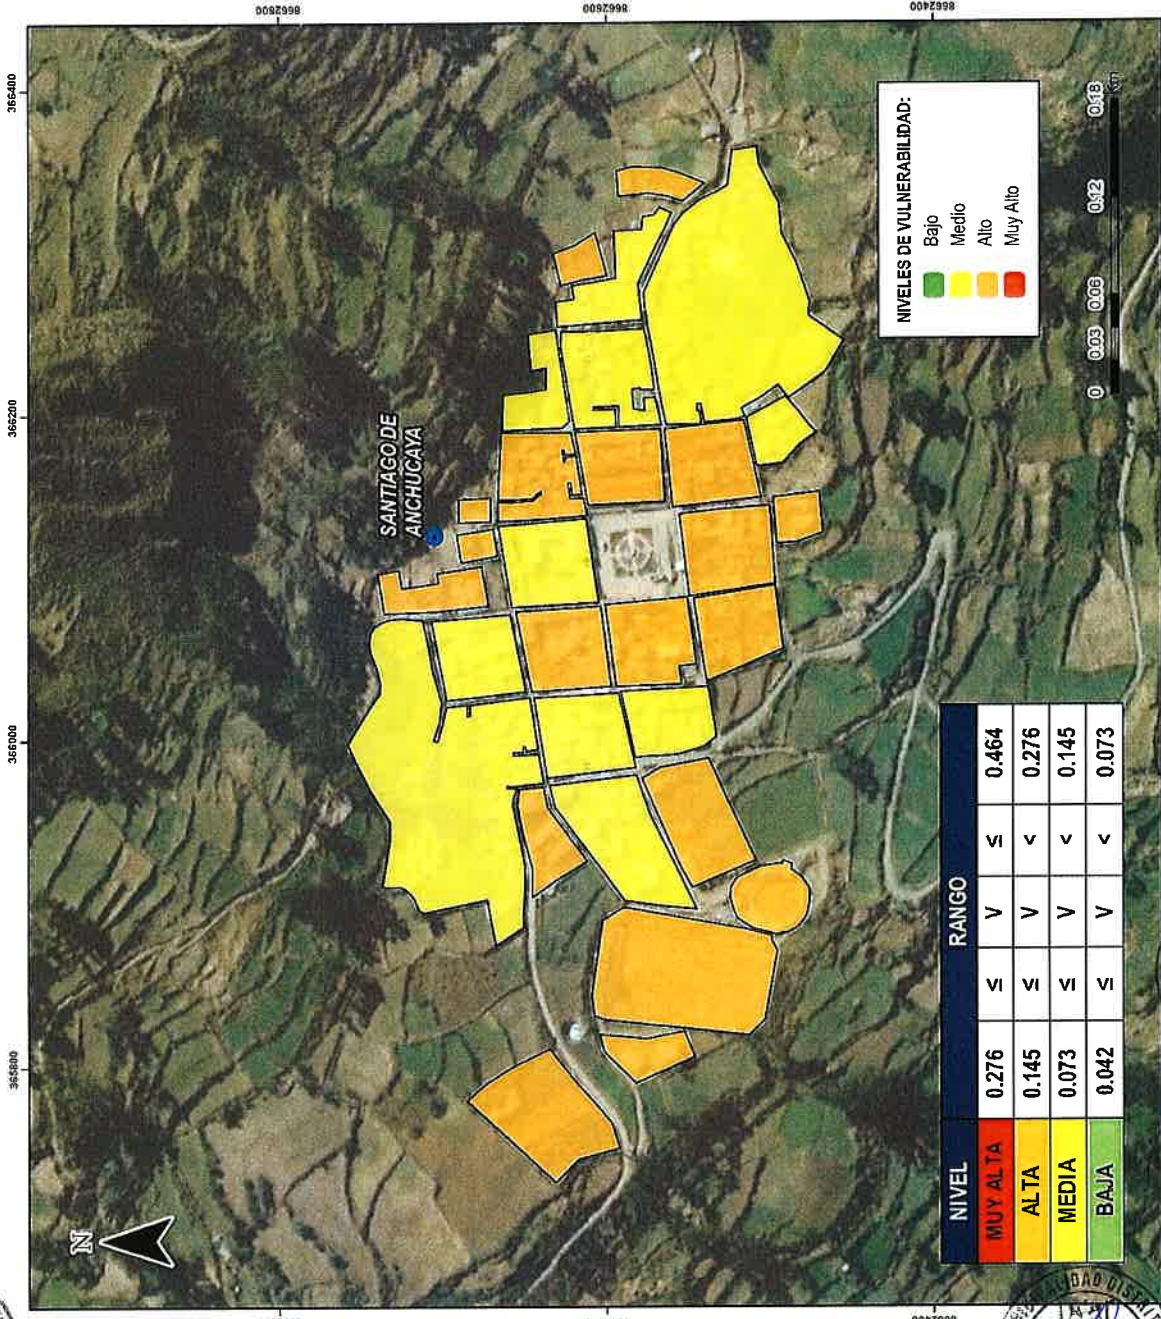 365800 366000 366200 366400
8662800
8662600
8662400
N
SANTIAGO DE
ANCHUCAYA
NIVEL RANGO
MUY ALTA 0.276 ≤ V ≤ 0.464
ALTA 0.145 ≤ V < 0.276
MEDIA 0.073 ≤ V < 0.145
BAJA 0.042 ≤ V < 0.073
NIVELES DE VULNERABILIDAD:
Bajo
Medio
Alto
Muy Alto
0 0.03 0.06 0.12 0.18
Km
ALIDAD DISTRI